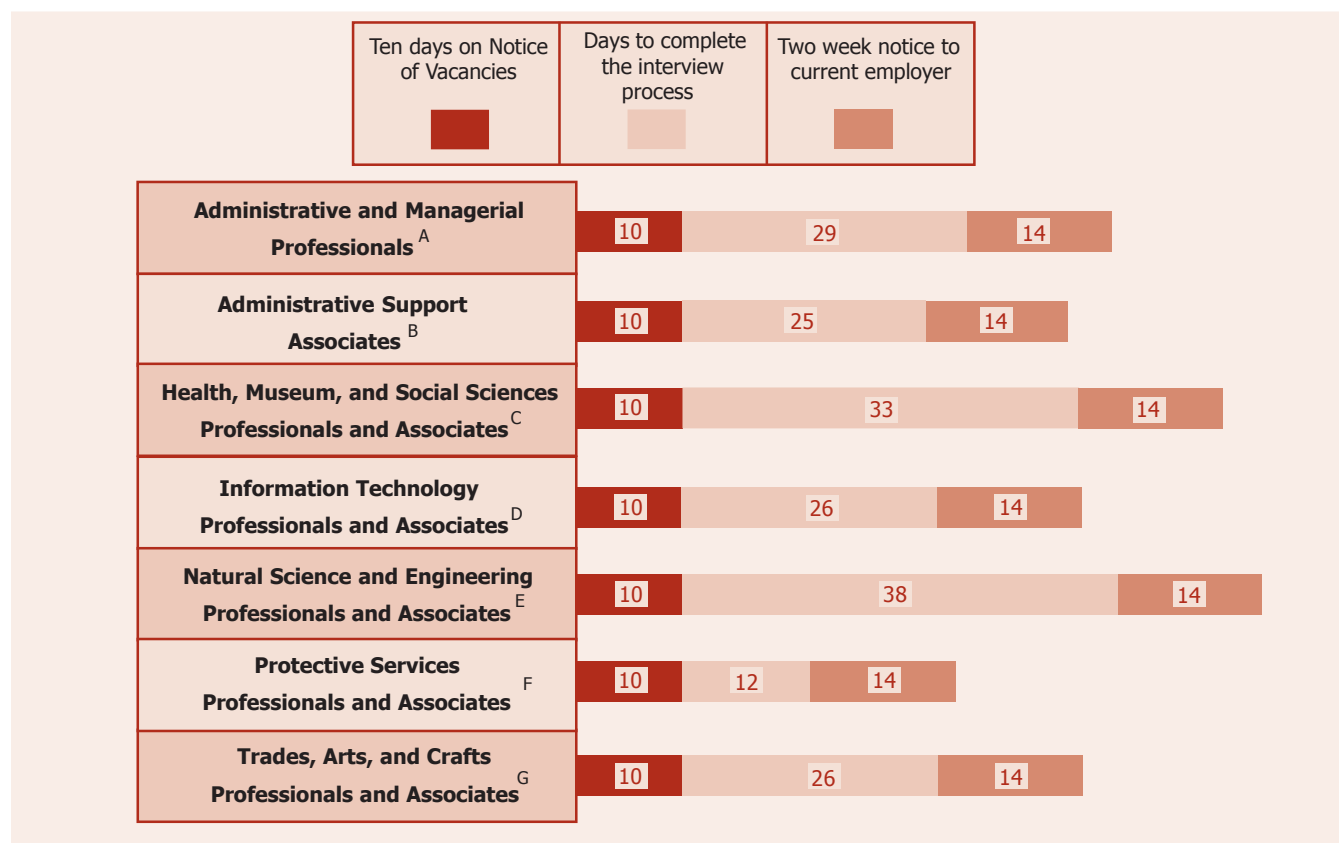 Ten days on Notice
of Vacancies
Days to complete
the interview
process
Two week notice to
current employer
Administrative and Managerial
Professionals A
10 29 14
Administrative Support
Associates B
10 25 14
Health, Museum, and Social Sciences
Professionals and Associates C
10 33 14
Information Technology
Professionals and Associates D
10 26 14
Natural Science and Engineering
Professionals and Associates E
10 38 14
Protective Services
Professionals and Associates F
10 12 14
Trades, Arts, and Crafts
Professionals and Associates G
10 26 14